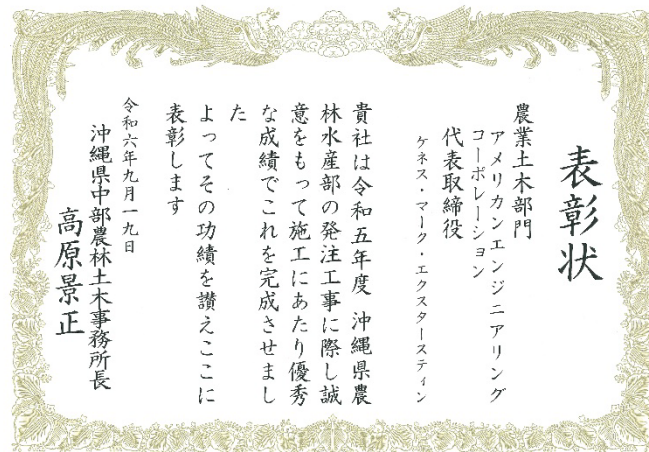 表彰状
農業土木部門
アメリカンエンジニアリング
コーポレーション
代表取締役
ケネス・マーク・エクスタースティン
貴社は令和五年度 沖縄県農
林水産部の発注工事に際し誠
意をもって施工にあたり優秀
な成績でこれを完成させまし
た
よってその功績を讃えここに
表彰します
令和六年九月一九日
沖縄県中部農林土木事務所長
高原景正